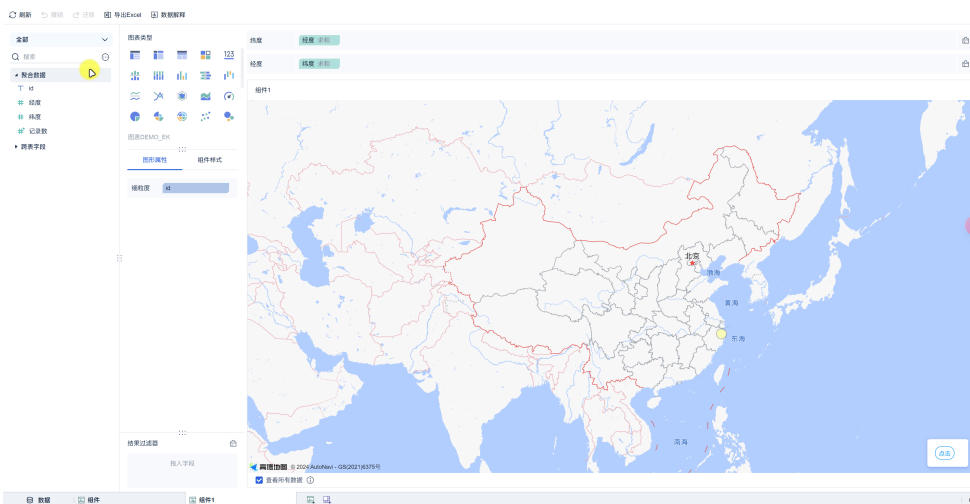 刷新 撤销 还原 导出Excel 数据解释
全部
搜索
聚合数据
id
经度
纬度
记录数
跨表字段
图表类型
123
图表DEMO_EK
图形属性 组件样式
细粒度 id
结果过滤器
拖入字段
纬度 经度 求和
经度 纬度 求和
组件1
北京
渤海
黄海
东海
南海
高德地图 © 2024 AutoNavi - GS(2021)6375号
点击
查看所有数据
数据 组件 组件1